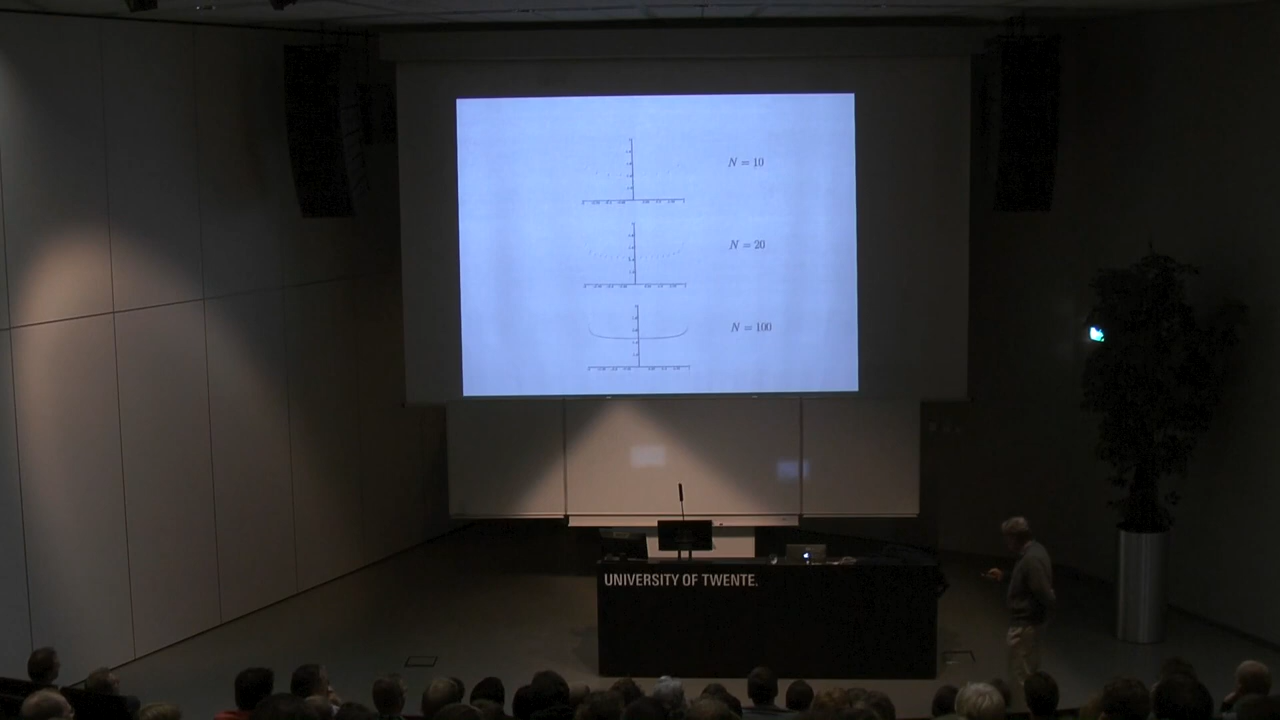 N = 10
N = 20
N = 100
UNIVERSITY OF TWENTE.